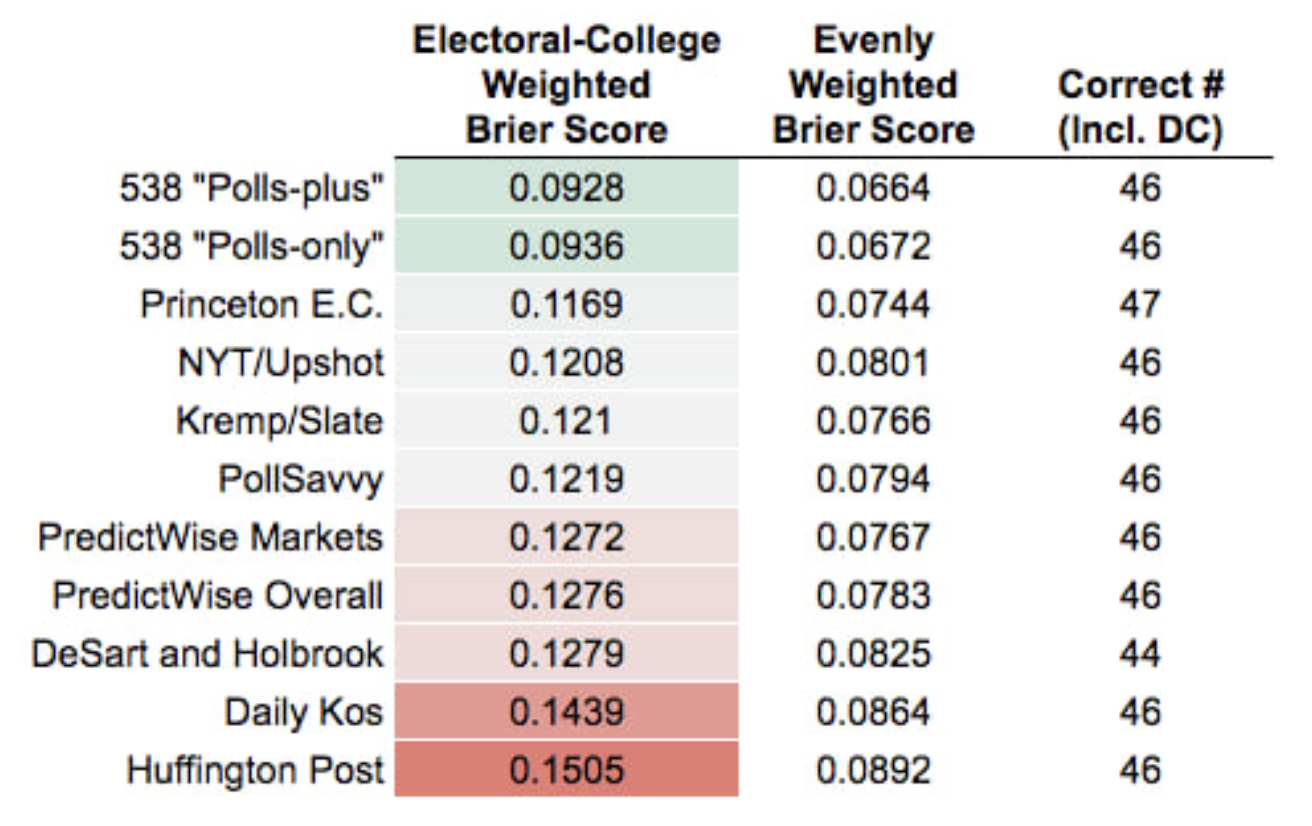 Electoral-College Weighted Brier Score Evenly Weighted Brier Score Correct # (Incl. DC)
538 "Polls-plus" 0.0928 0.0664 46
538 "Polls-only" 0.0936 0.0672 46
Princeton E.C. 0.1169 0.0744 47
NYT/Upshot 0.1208 0.0801 46
Kremp/Slate 0.121 0.0766 46
PollSavvy 0.1219 0.0794 46
PredictWise Markets 0.1272 0.0767 46
PredictWise Overall 0.1276 0.0783 46
DeSart and Holbrook 0.1279 0.0825 44
Daily Kos 0.1439 0.0864 46
Huffington Post 0.1505 0.0892 46